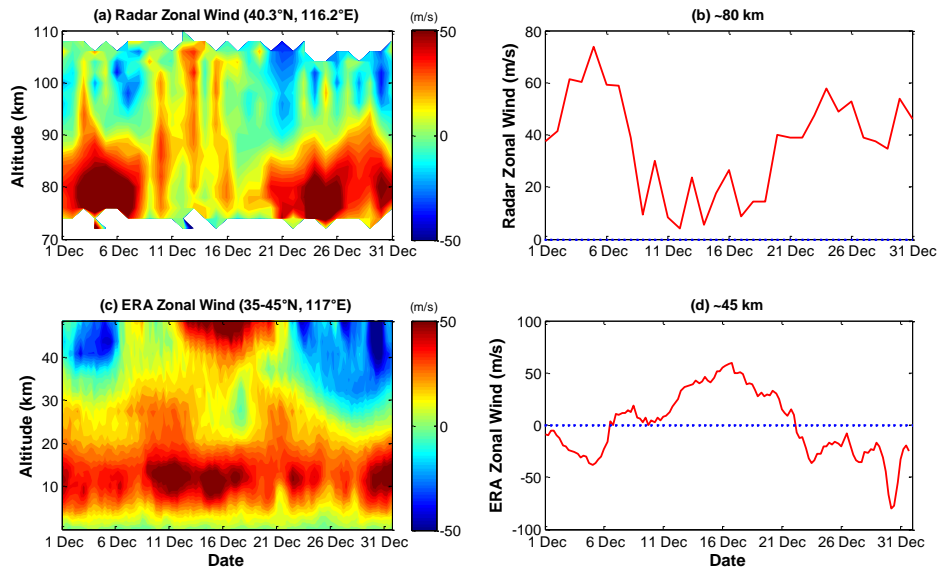 (a) Radar Zonal Wind (40.3°N, 116.2°E)
(m/s)
110
100
90
80
70
Altitude (km)
1 Dec 6 Dec 11 Dec 16 Dec 21 Dec 26 Dec 31 Dec
50
0
-50
(b) ~80 km
80
60
40
20
0
Radar Zonal Wind (m/s)
1 Dec 6 Dec 11 Dec 16 Dec 21 Dec 26 Dec 31 Dec
(c) ERA Zonal Wind (35-45°N, 117°E)
(m/s)
40
30
20
10
Altitude (km)
1 Dec 6 Dec 11 Dec 16 Dec 21 Dec 26 Dec 31 Dec
Date
50
0
-50
(d) ~45 km
100
50
0
-50
-100
ERA Zonal Wind (m/s)
1 Dec 6 Dec 11 Dec 16 Dec 21 Dec 26 Dec 31 Dec
Date